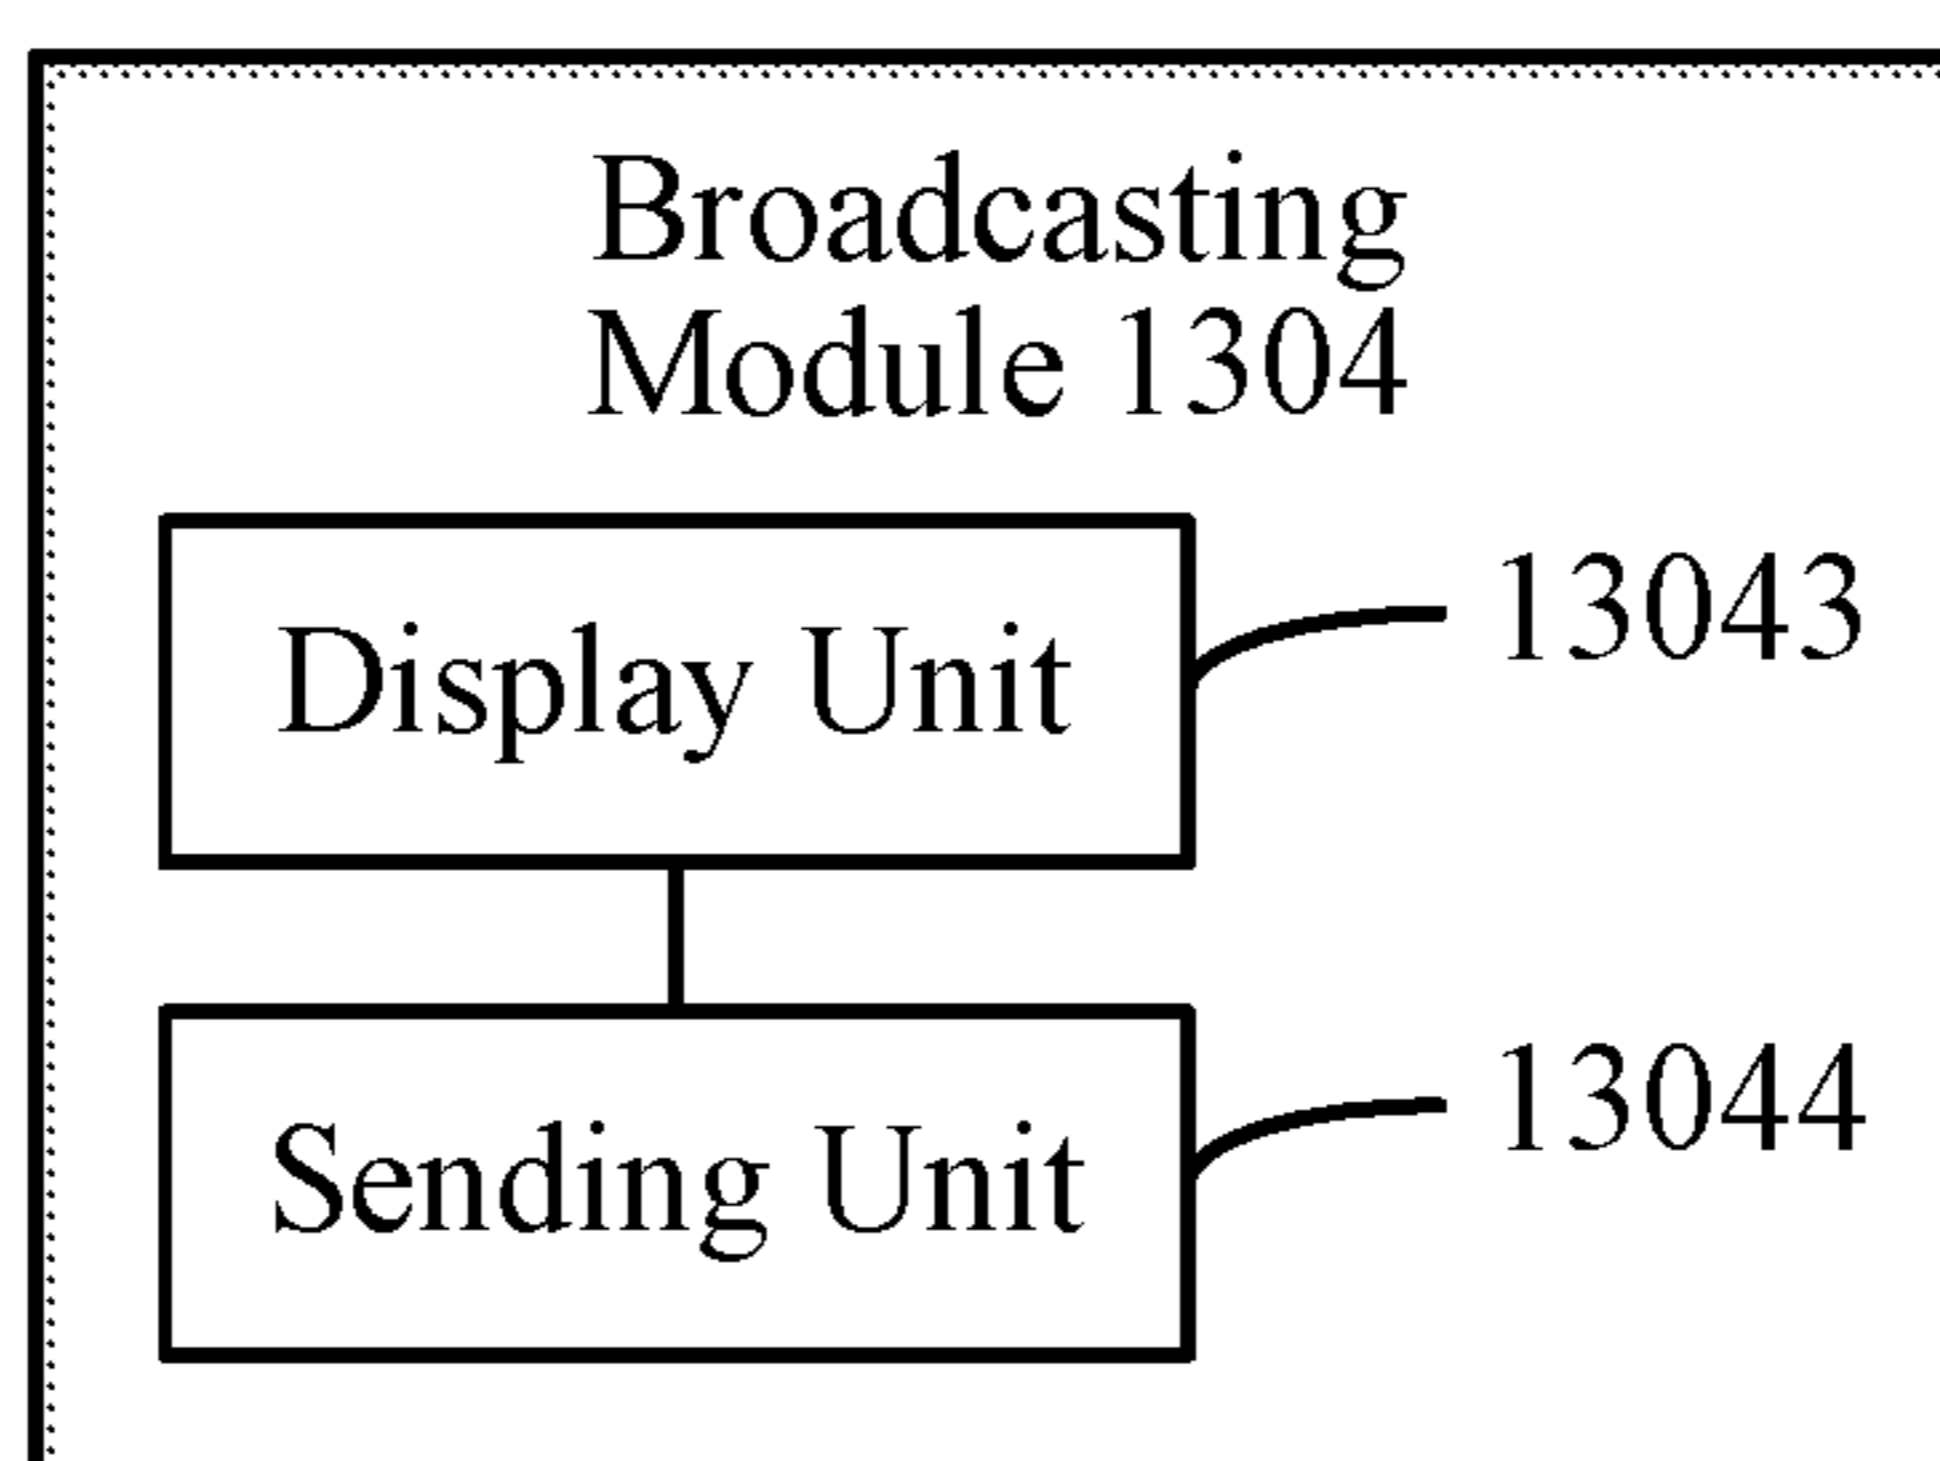 Broadcasting
Module 1304
Display Unit
13043
Sending Unit
13044